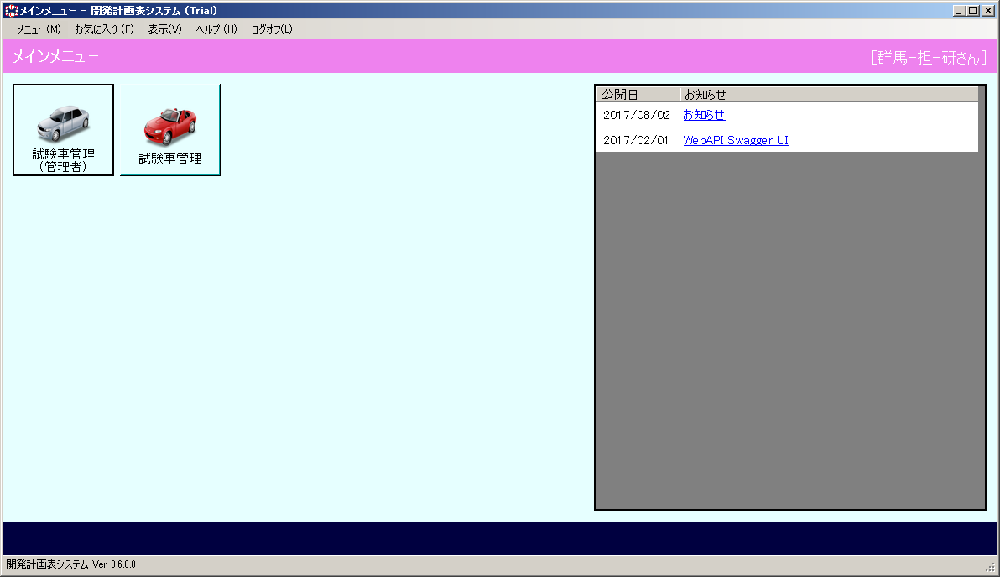 メインメニュー - 開発計画表システム (Trial)
メニュー(M) お気に入り(F) 表示(V) ヘルプ(H) ログオフ(L)
メインメニュー
[群馬-担-研さん]
試験車管理
(管理者)
試験車管理
公開日 お知らせ
2017/08/02 お知らせ
2017/02/01 WebAPI Swagger UI
開発計画表システム Ver 0.6.0.0